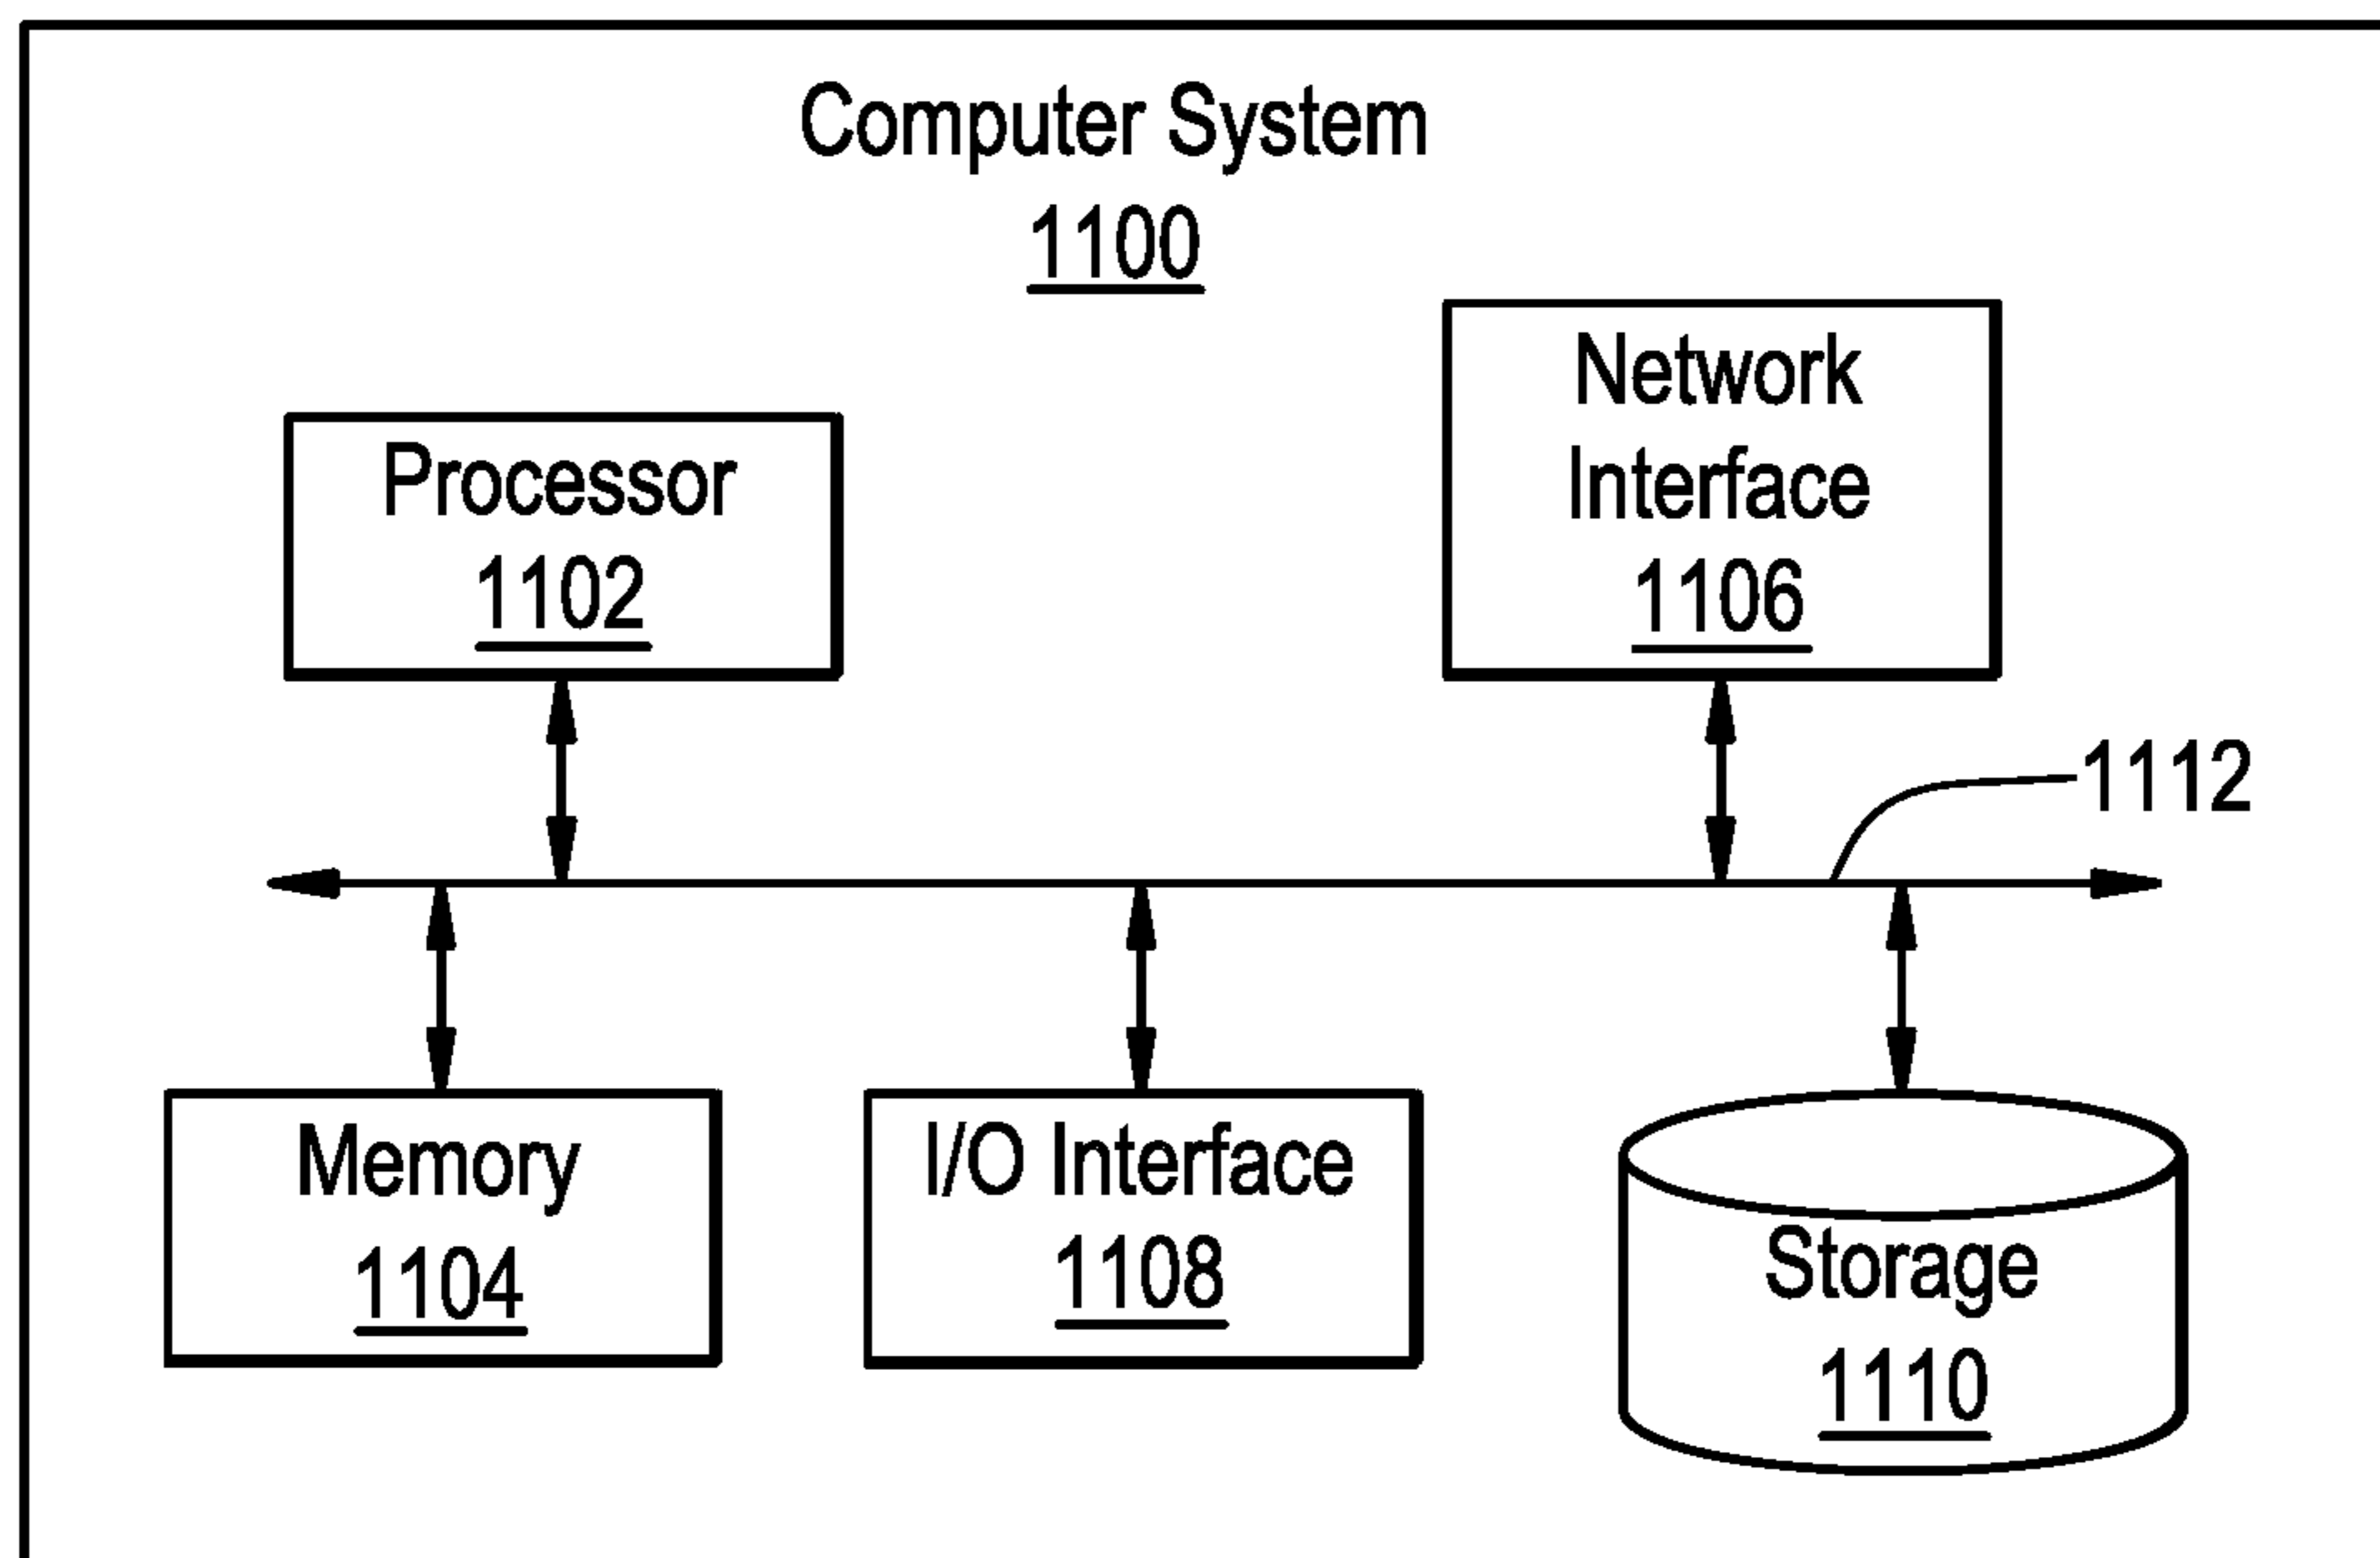 Computer System
1100
Network
Interface
1106
Processor
1102
1112
Memory
1104
I/O Interface
1108
Storage
1110